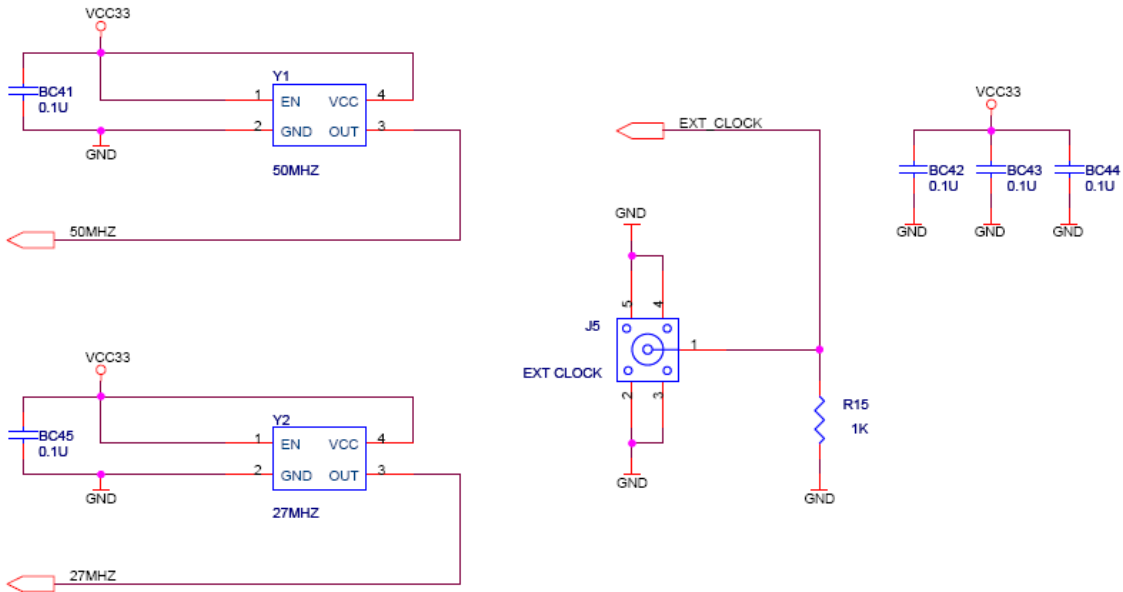 VCC33
BC41
0.1U
Y1
1
EN
VCC
4
2
GND
OUT
3
GND
50MHZ
50MHZ
VCC33
BC45
0.1U
Y2
1
EN
VCC
4
2
GND
OUT
3
GND
27MHZ
27MHZ
EXT_CLOCK
GND
5
4
J5
1
EXT CLOCK
2
3
GND
R15
1K
GND
VCC33
BC42
0.1U
BC43
0.1U
BC44
0.1U
GND
GND
GND